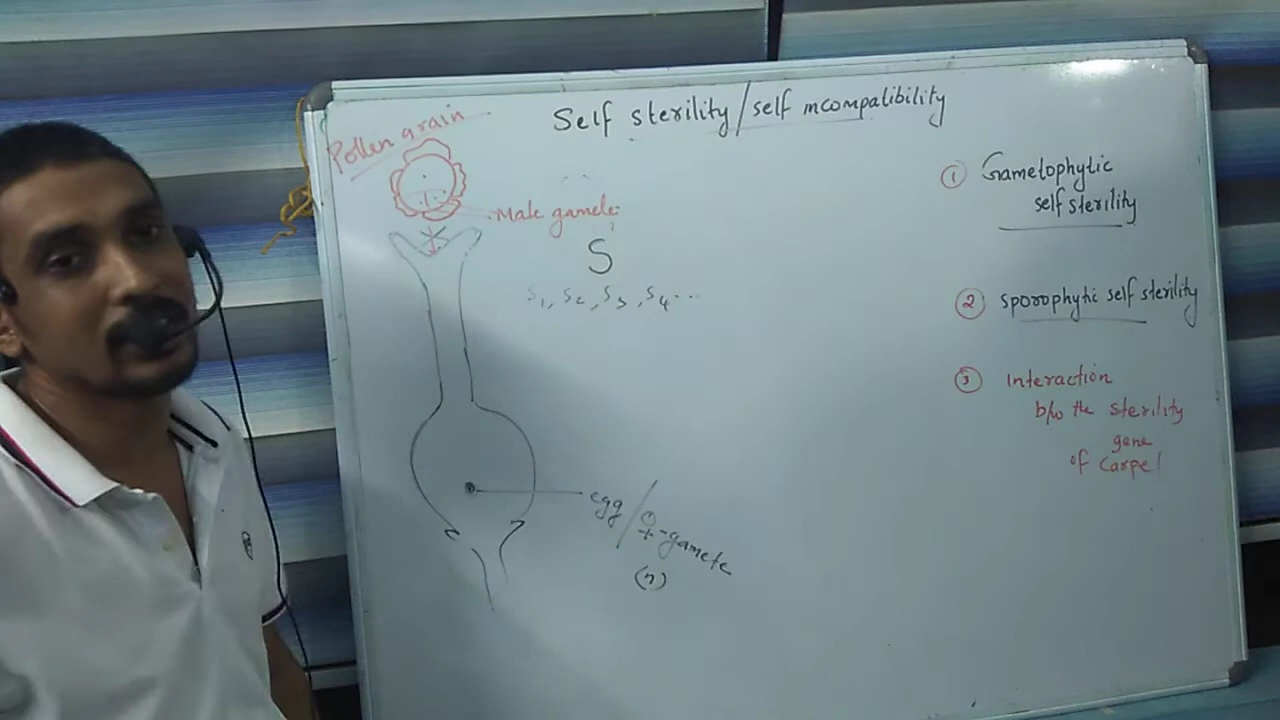 Self sterility/self incompatibility
Pollen grain
Male gamete
S
S1, S2, S3, S4...
egg/♀-gamete
(n)
① Gametophytic
self sterility
② sporophytic self sterility
③ Interaction
b/w the sterility
gene
of carpel